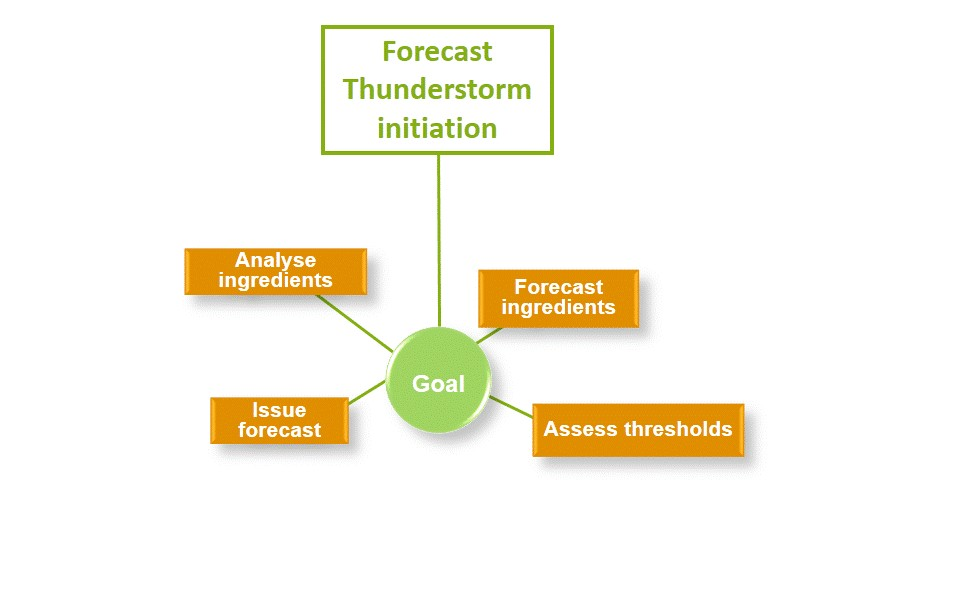 Forecast
Thunderstorm
initiation
Analyse
ingredients
Forecast
ingredients
Goal
Issue
forecast
Assess thresholds